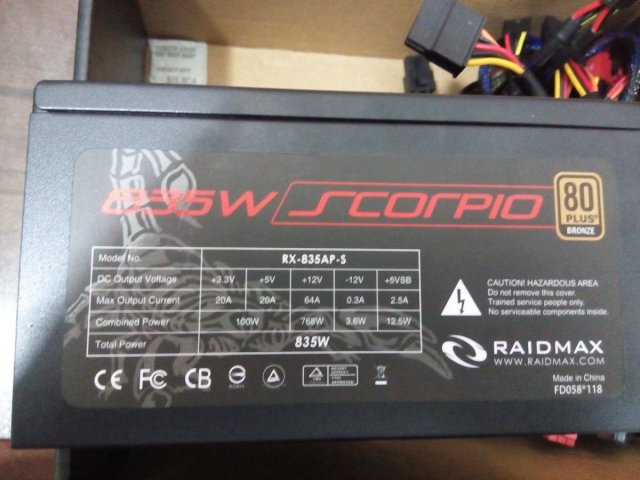 835W SCORPIO
80
PLUS
BRONZE
Model No. RX-835AP-S
DC Output Voltage +3.3V +5V +12V -12V +5VSB
Max Output Current 20A 20A 64A 0.3A 2.5A
Combined Power 100W 768W 3.6W 12.5W
Total Power 835W
CAUTION! HAZARDOUS AREA
Do not remove this cover.
Trained service people only.
No serviceable components inside.
RAIDMAX
WWW.RAIDMAX.COM
CE FC CB
Made in China
FD058*118